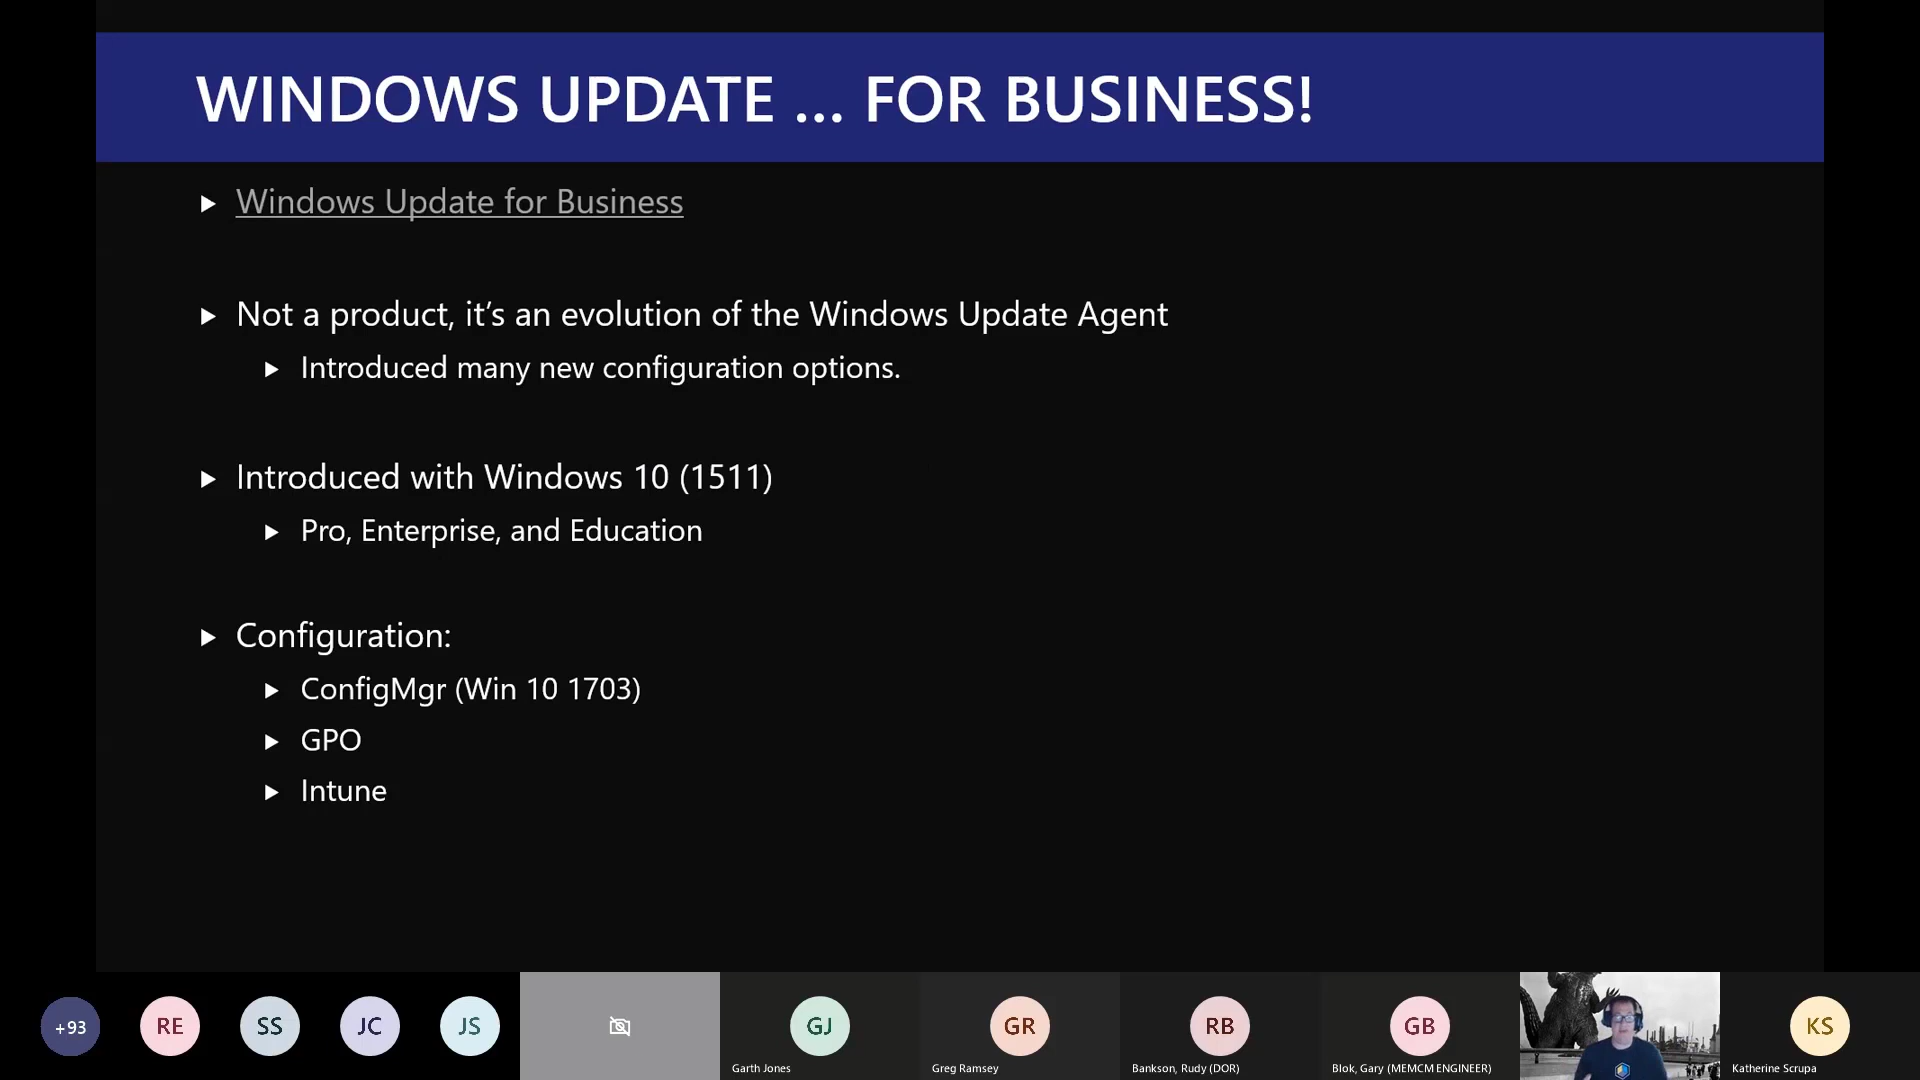 WINDOWS UPDATE ... FOR BUSINESS!
Windows Update for Business
Not a product, it's an evolution of the Windows Update Agent
Introduced many new configuration options.
Introduced with Windows 10 (1511)
Pro, Enterprise, and Education
Configuration:
ConfigMgr (Win 10 1703)
GPO
Intune
+93
RE
SS
JC
JS
GJ
GR
RB
GB
KS
Garth Jones
Greg Ramsey
Bankson, Rudy (DOR)
Blok, Gary (MEMCM ENGINEER)
Katherine Scrupa